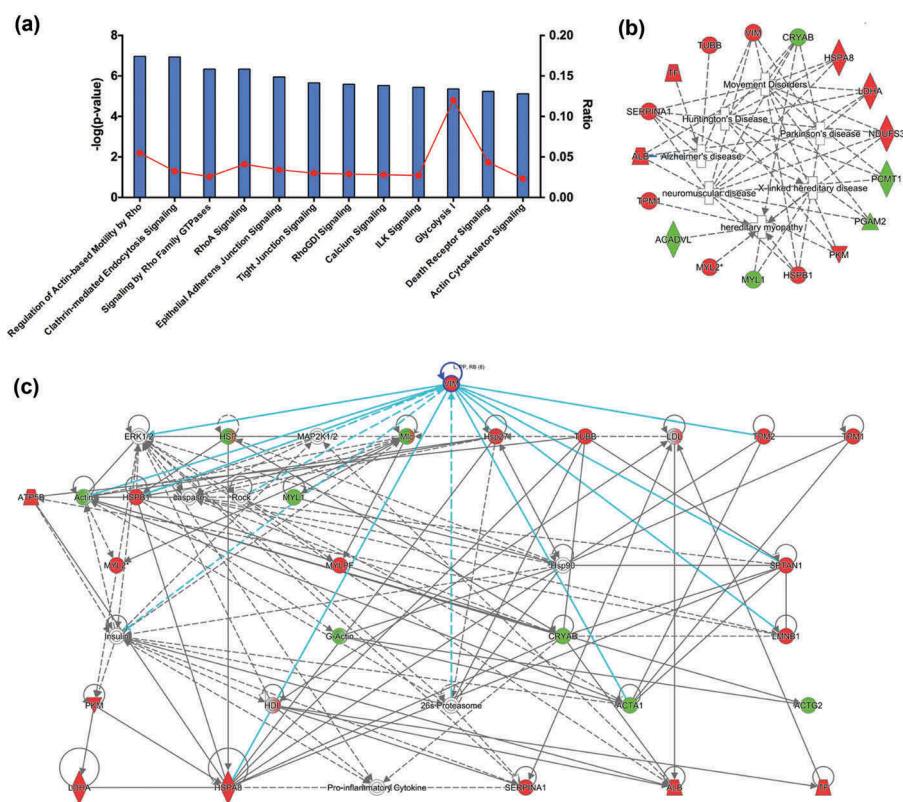 (a)
8
6
4
2
0
-log(p-value)
0.20
0.15
0.10
0.05
0.00
Ratio
Regulation of Actin-based Motility by Rho
Clathrin-mediated Endocytosis Signaling
Signaling by Rho Family GTPases
RhoA Signaling
Epithelial Adherens Junction Signaling
Tight Junction Signaling
RhoGDI Signaling
Calcium Signaling
ILK Signaling
Glycolysis I
Death Receptor Signaling
Actin Cytoskeleton Signaling
(b)
VIM
CRYAB
TUBB
HSPA8
TF
Movement Disorders
LDHA
SERPINA1
Huntington's Disease
Parkinson's disease
NDUFS3
ALB
Alzheimer's disease
PCMT1
neuromuscular disease
X-linked hereditary disease
TPM1
PGAM2
hereditary myopathy
ACADVL
PKM
MYL2*
MYL1
HSPB1
(c)
VIM
ERK1/2
HSP
MAP2K1/2
Mlc
TUBB
LDL
TPM2
TPM1
ATP5B
Actin
HSPB1
caspase
Rock
MYL1
MYL2*
MYLPF
Hsp90
SPTAN1
Insulin
G-Actin
CRYAB
LMNB1
PKM
HDL
26s Proteasome
ACTA1
ACTG2
LDHA
HSPA8
Pro-inflammatory Cytokine
SERPINA1
ALB
TF